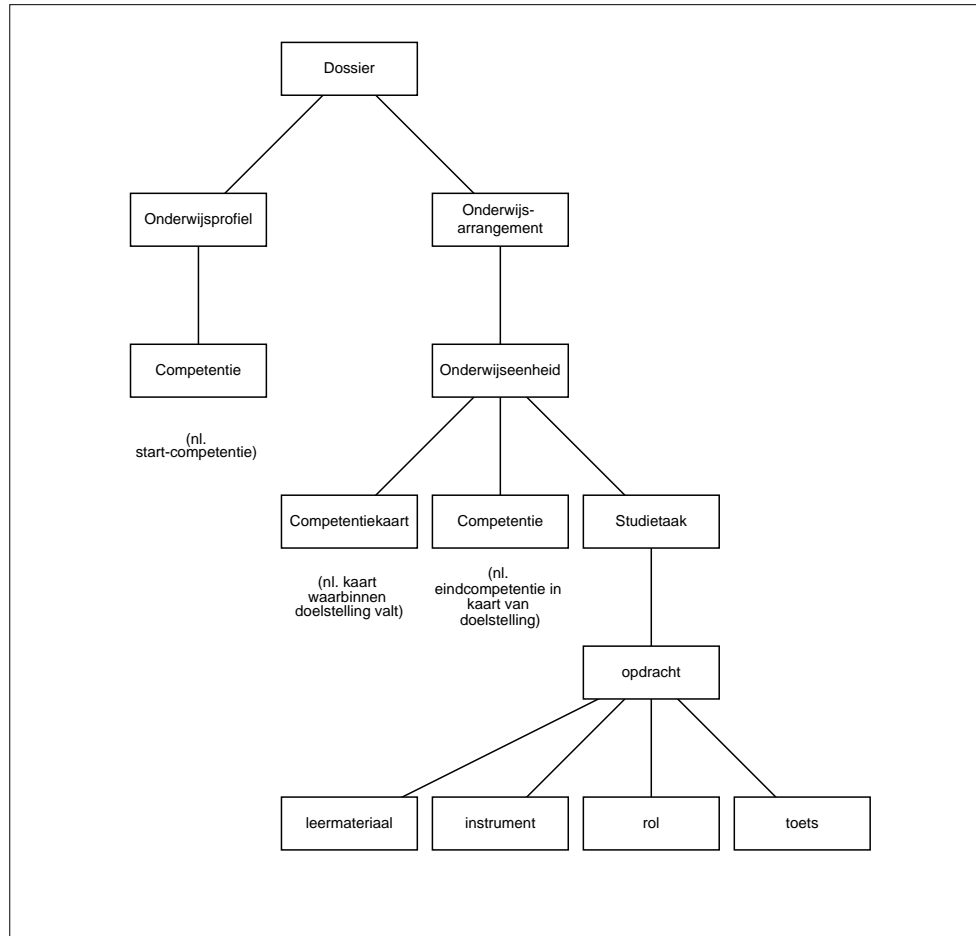 Dossier
Onderwijsprofiel
Onderwijs-
arrangement
Competentie
Onderwijseenheid
(nl.
start-competentie)
Competentiekaart
Competentie
Studietaak
(nl. kaart
waarbinnen
doelstelling valt)
(nl.
eindcompetentie in
kaart van
doelstelling)
opdracht
leermateriaal
instrument
rol
toets